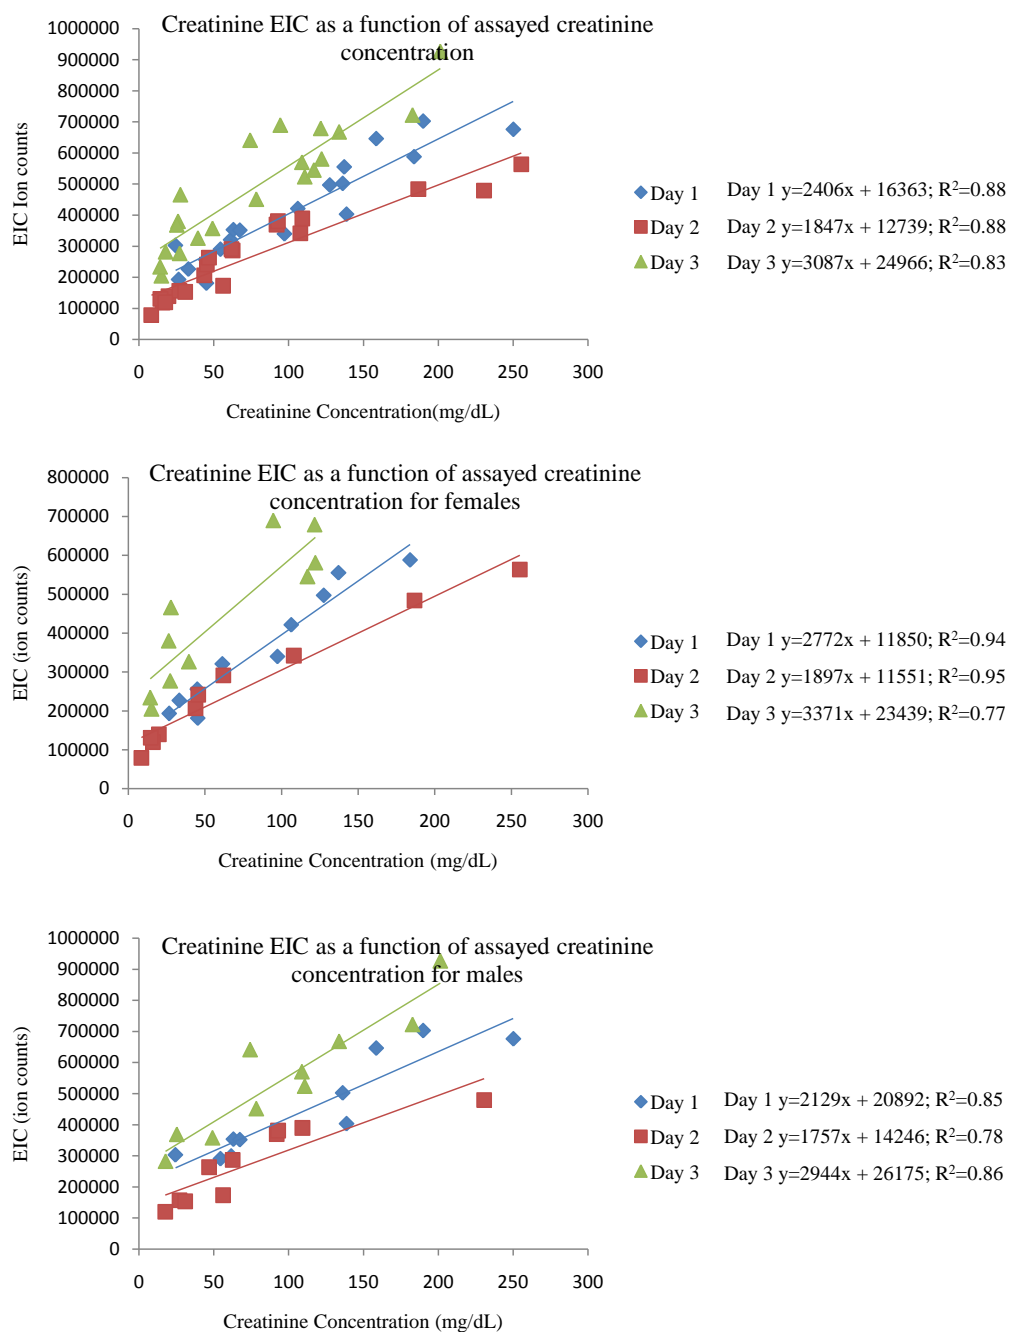 Creatinine EIC as a function of assayed creatinine
concentration
1000000
900000
800000
700000
600000
500000
400000
300000
200000
100000
0
EIC Ion counts
0 50 100 150 200 250 300
Creatinine Concentration(mg/dL)
Day 1 Day 1 y=2406x + 16363; R²=0.88
Day 2 Day 2 y=1847x + 12739; R²=0.88
Day 3 Day 3 y=3087x + 24966; R²=0.83
Creatinine EIC as a function of assayed creatinine
concentration for females
800000
700000
600000
500000
400000
300000
200000
100000
0
EIC (ion counts)
0 50 100 150 200 250 300
Creatinine Concentration (mg/dL)
Day 1 Day 1 y=2772x + 11850; R²=0.94
Day 2 Day 2 y=1897x + 11551; R²=0.95
Day 3 Day 3 y=3371x + 23439; R²=0.77
Creatinine EIC as a function of assayed creatinine
concentration for males
1000000
900000
800000
700000
600000
500000
400000
300000
200000
100000
0
EIC (ion counts)
0 50 100 150 200 250 300
Creatinine Concentration (mg/dL)
Day 1 Day 1 y=2129x + 20892; R²=0.85
Day 2 Day 2 y=1757x + 14246; R²=0.78
Day 3 Day 3 y=2944x + 26175; R²=0.86